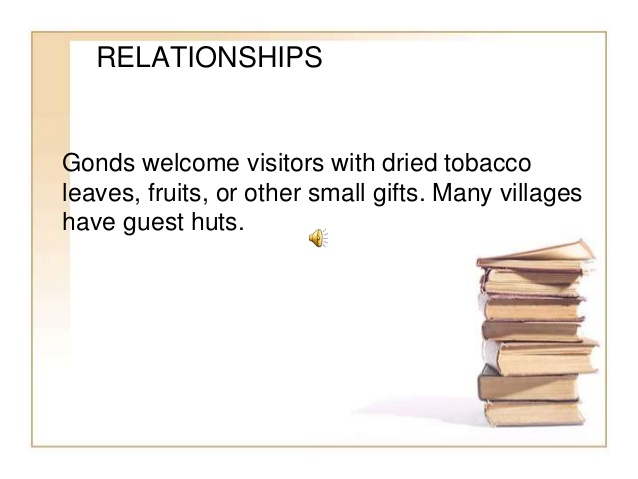 RELATIONSHIPS
Gonds welcome visitors with dried tobacco
leaves, fruits, or other small gifts. Many villages
have guest huts.